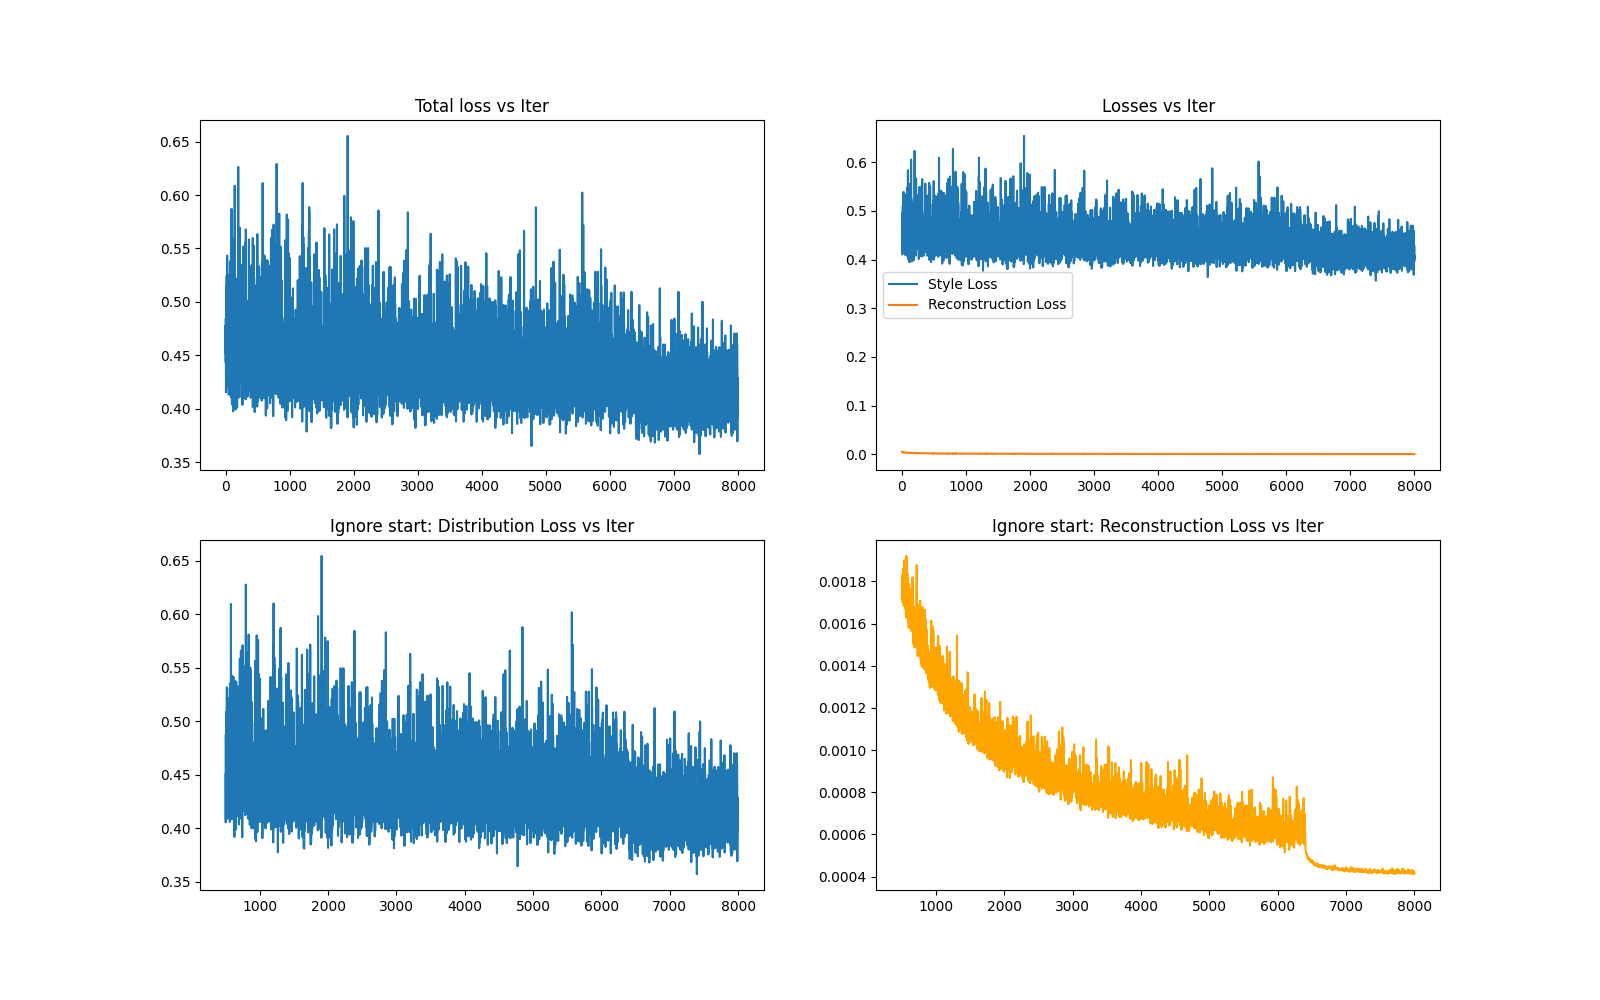 Total loss vs Iter
0.65
0.60
0.55
0.50
0.45
0.40
0.35
0 1000 2000 3000 4000 5000 6000 7000 8000
Losses vs Iter
0.6
0.5
0.4
0.3
0.2
0.1
0.0
Style Loss
Reconstruction Loss
0 1000 2000 3000 4000 5000 6000 7000 8000
Ignore start: Distribution Loss vs Iter
0.65
0.60
0.55
0.50
0.45
0.40
0.35
1000 2000 3000 4000 5000 6000 7000 8000
Ignore start: Reconstruction Loss vs Iter
0.0018
0.0016
0.0014
0.0012
0.0010
0.0008
0.0006
0.0004
1000 2000 3000 4000 5000 6000 7000 8000